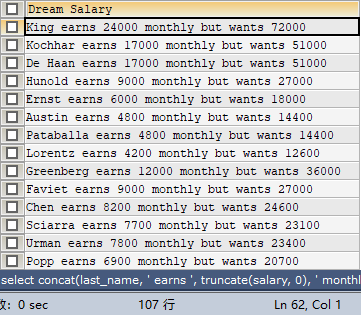 Dream Salary
King earns 24000 monthly but wants 72000
Kochhar earns 17000 monthly but wants 51000
De Haan earns 17000 monthly but wants 51000
Hunold earns 9000 monthly but wants 27000
Ernst earns 6000 monthly but wants 18000
Austin earns 4800 monthly but wants 14400
Pataballa earns 4800 monthly but wants 14400
Lorentz earns 4200 monthly but wants 12600
Greenberg earns 12000 monthly but wants 36000
Faviet earns 9000 monthly but wants 27000
Chen earns 8200 monthly but wants 24600
Sciarra earns 7700 monthly but wants 23100
Urman earns 7800 monthly but wants 23400
Popp earns 6900 monthly but wants 20700
select concat(last_name, ' earns ', truncate(salary, 0), ' monthl
: 0 sec 107 行 Ln 62, Col 1